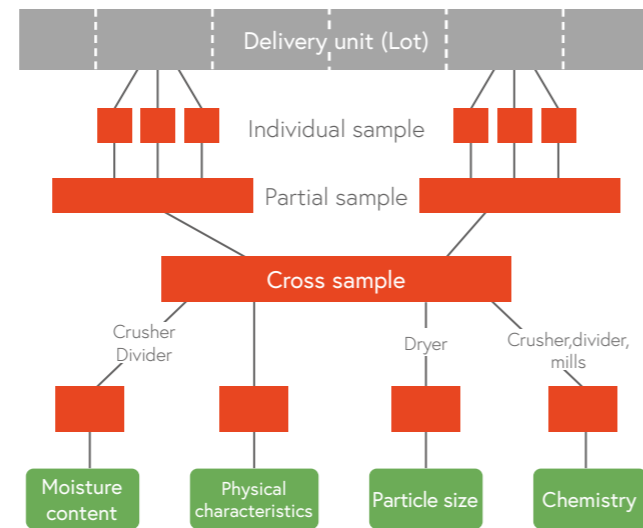 Delivery unit (Lot)
Individual sample
Partial sample
Cross sample
Crusher
Divider
Dryer
Crusher,divider,
mills
Moisture
content
Physical
characteristics
Particle size
Chemistry